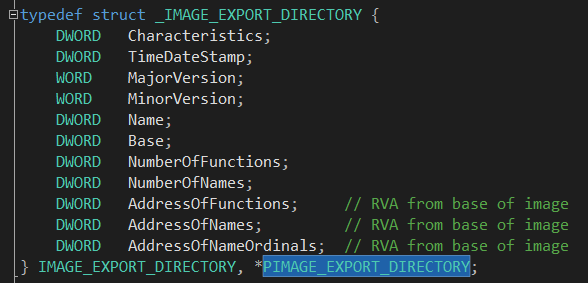 typedef struct _IMAGE_EXPORT_DIRECTORY {
    DWORD   Characteristics;
    DWORD   TimeDateStamp;
    WORD    MajorVersion;
    WORD    MinorVersion;
    DWORD   Name;
    DWORD   Base;
    DWORD   NumberOfFunctions;
    DWORD   NumberOfNames;
    DWORD   AddressOfFunctions;     // RVA from base of image
    DWORD   AddressOfNames;         // RVA from base of image
    DWORD   AddressOfNameOrdinals;  // RVA from base of image
} IMAGE_EXPORT_DIRECTORY, *PIMAGE_EXPORT_DIRECTORY;